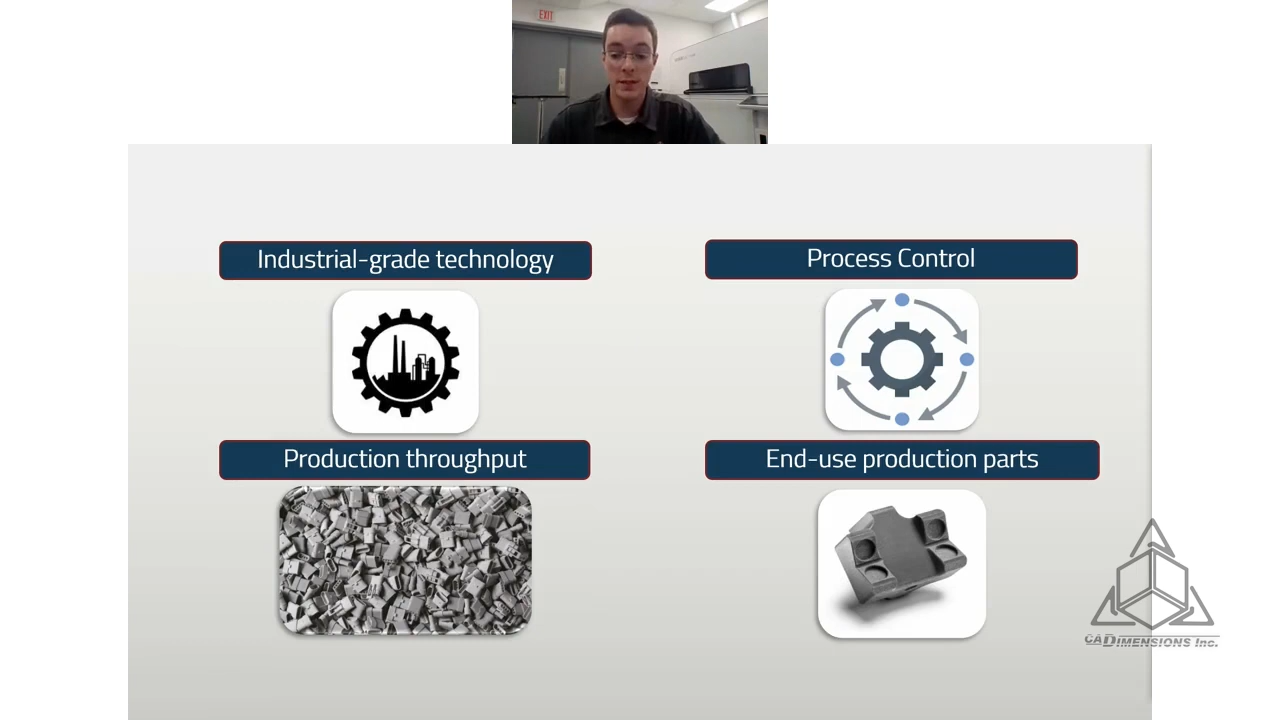 EXIT
Industrial-grade technology
Process Control
Production throughput
End-use production parts
CADIMENSIONS Inc.